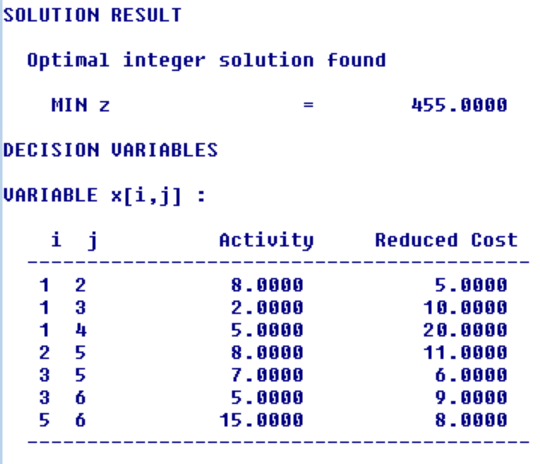 SOLUTION RESULT
Optimal integer solution found
MIN z = 455.0000
DECISION VARIABLES
VARIABLE x[i,j] :
i j Activity Reduced Cost
--------------------------------------------------
1 2 8.0000 5.0000
1 3 2.0000 10.0000
1 4 5.0000 20.0000
2 5 8.0000 11.0000
3 5 7.0000 6.0000
3 6 5.0000 9.0000
5 6 15.0000 8.0000
--------------------------------------------------